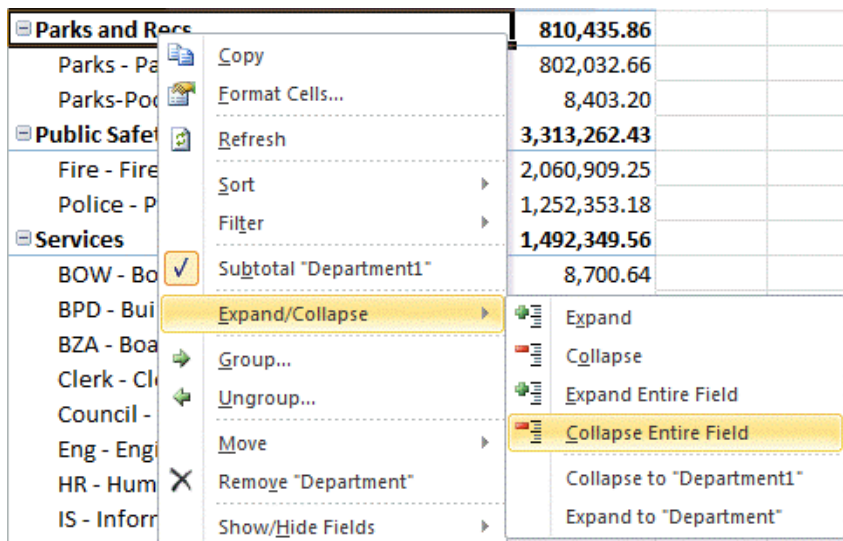 Parks and Recs 810,435.86
Parks - Pa 802,032.66
Parks-Poo 8,403.20
Public Safet 3,313,262.43
Fire - Fire 2,060,909.25
Police - P 1,252,353.18
Services 1,492,349.56
BOW - Bo 8,700.64
BPD - Bui
BZA - Boa
Clerk - Cl
Council -
Eng - Engi
HR - Hum
IS - Inforr
Copy
Format Cells...
Refresh
Sort
Filter
Subtotal "Department1"
Expand/Collapse
Group...
Ungroup...
Move
Remove "Department"
Show/Hide Fields
Expand
Collapse
Expand Entire Field
Collapse Entire Field
Collapse to "Department1"
Expand to "Department"